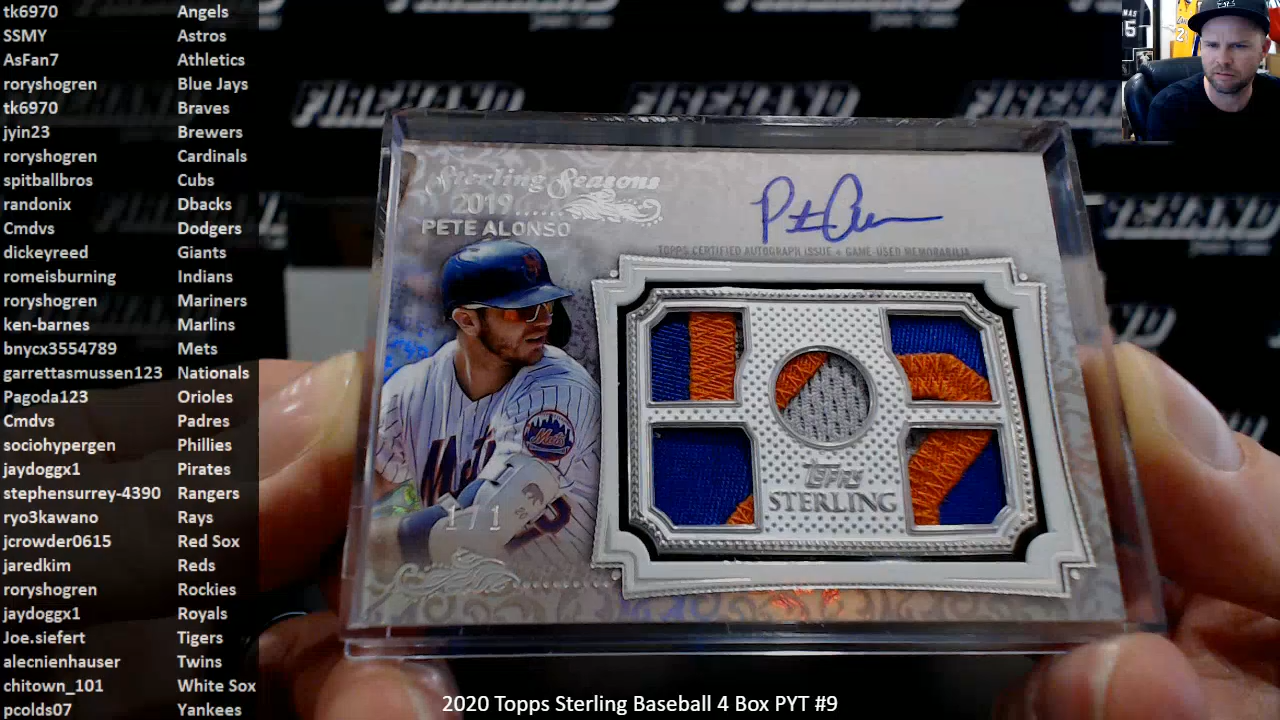 tk6970 Angels
SSMY Astros
AsFan7 Athletics
roryshogren Blue Jays
tk6970 Braves
jyin23 Brewers
roryshogren Cardinals
spitballbros Cubs
randonix Dbacks
Cmdvs Dodgers
dickeyreed Giants
romeisburning Indians
roryshogren Mariners
ken-barnes Marlins
bnycx3554789 Mets
garrettasmussen123 Nationals
Pagoda123 Orioles
Cmdvs Padres
sociohypergen Phillies
jaydoggx1 Pirates
stephensurrey-4390 Rangers
ryo3kawano Rays
jcrowder0615 Red Sox
jaredkim Reds
roryshogren Rockies
jaydoggx1 Royals
Joe.siefert Tigers
alecnienhauser Twins
chitown_101 White Sox
pcolds07 Yankees
FIREHAND FIREHAND FIREHAND
Sterling Seasons
2019
PETE ALONSO
TOPPS CERTIFIED AUTOGRAPH ISSUE • GAME-USED MEMORABILIA
Mets
1/1
Topps
STERLING
2020 Topps Sterling Baseball 4 Box PYT #9